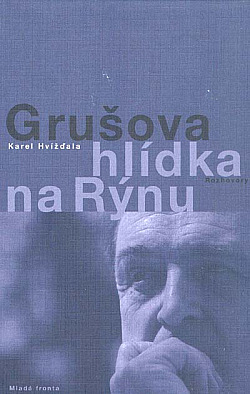 Grušova
Karel Hvížďala
hlídka
Rozhovory
na Rýnu
Mladá fronta